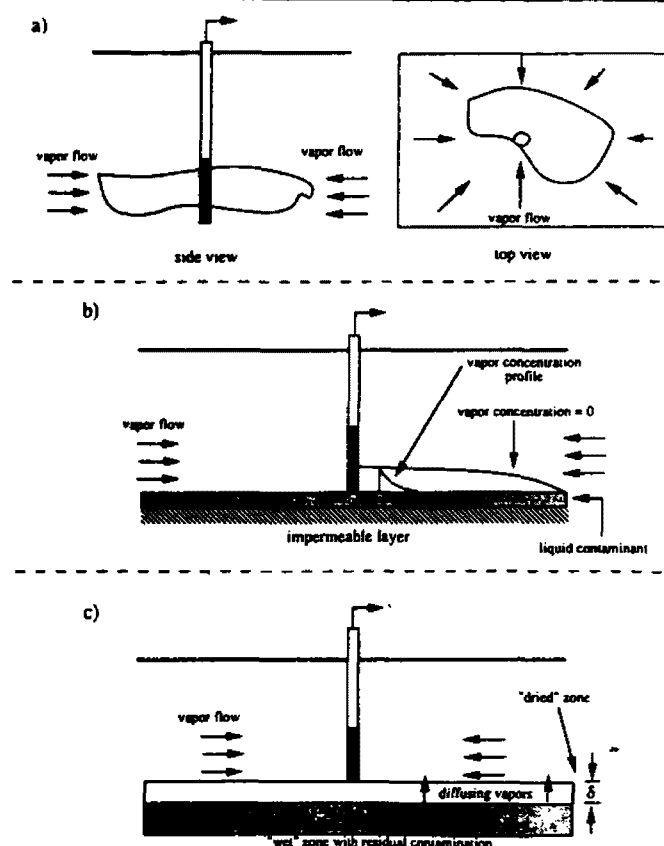 a)
vapor flow
vapor flow
vapor flow
side view
top view
b)
vapor concentration
profile
vapor flow
vapor concentration = 0
impermeable layer
liquid contaminant
c)
"dried" zone
vapor flow
diffusing vapors
δ
"wet" zone with residual contamination